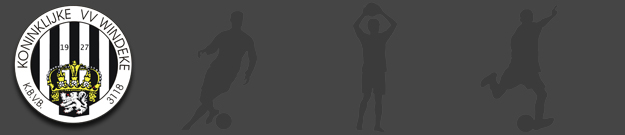 KONINKLIJKE VV WINDEKE
19 27
K.B.V.B. 3118